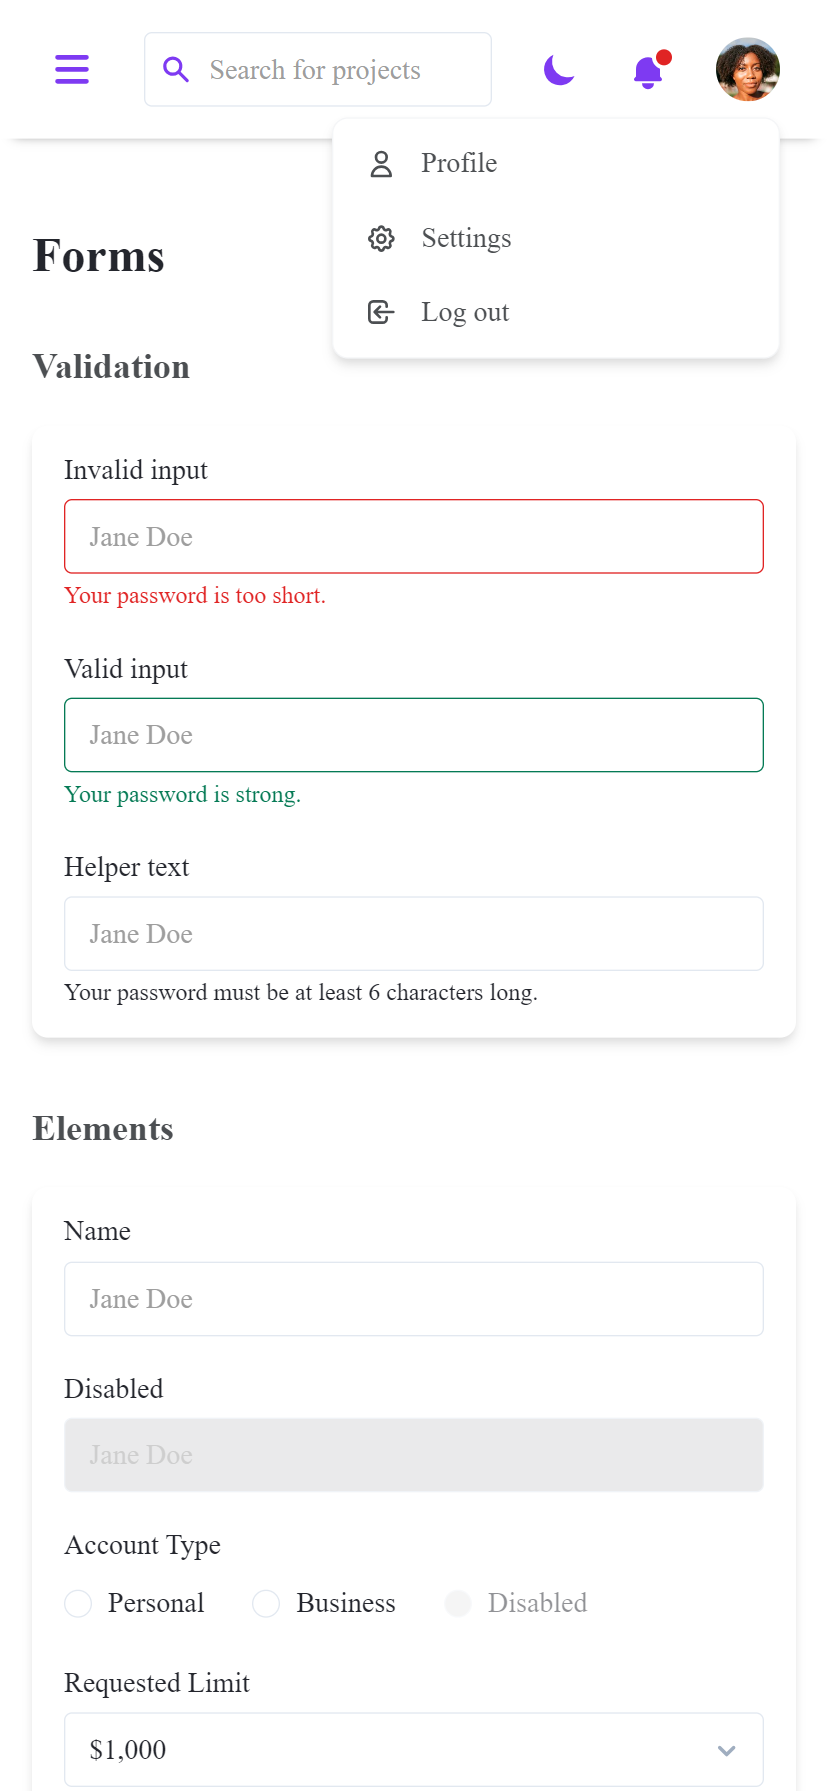 Search for projects
Profile
Settings
Log out
Forms
Validation
Invalid input
Jane Doe
Your password is too short.
Valid input
Jane Doe
Your password is strong.
Helper text
Jane Doe
Your password must be at least 6 characters long.
Elements
Name
Jane Doe
Disabled
Jane Doe
Account Type
Personal Business Disabled
Requested Limit
$1,000